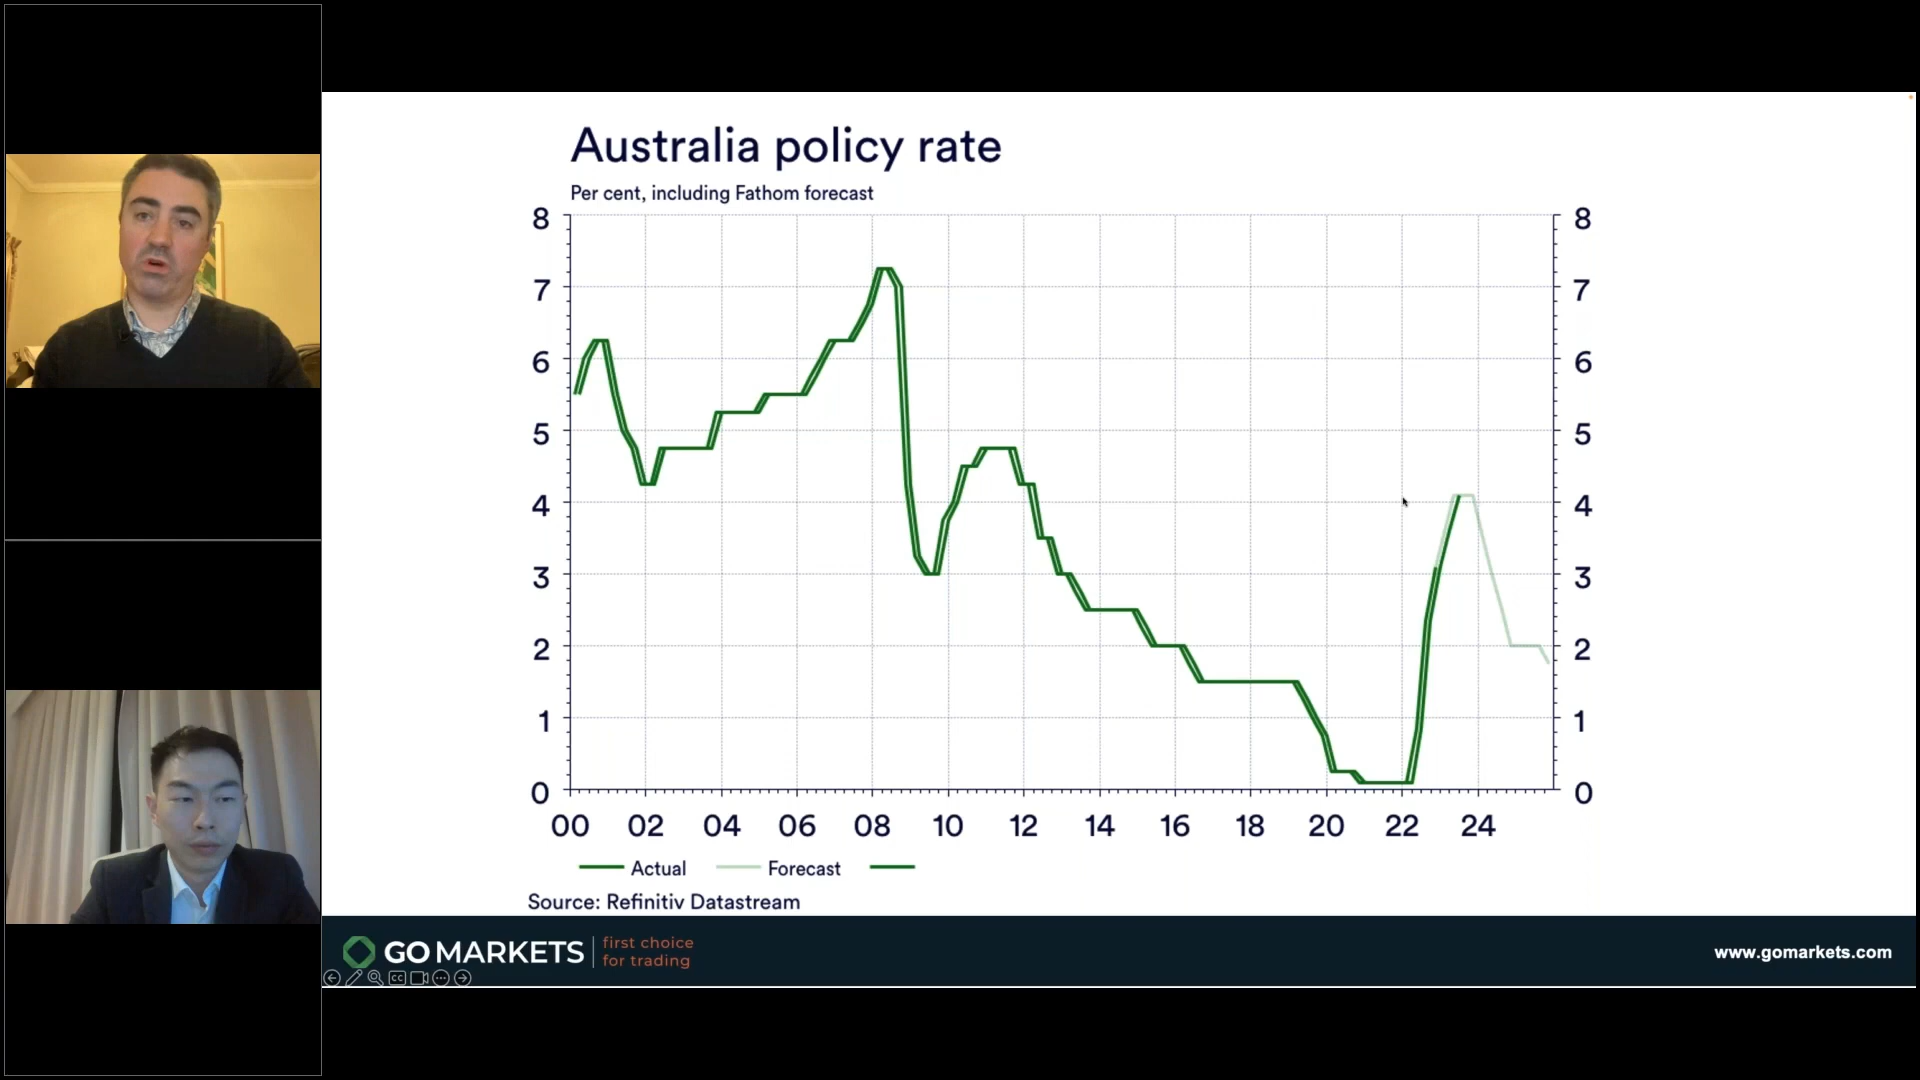 Australia policy rate
Per cent, including Fathom forecast
8 8
7 7
6 6
5 5
4 4
3 3
2 2
1 1
0 0
00 02 04 06 08 10 12 14 16 18 20 22 24
Actual Forecast
Source: Refinitiv Datastream
GO MARKETS
first choice
for trading
www.gomarkets.com
CC